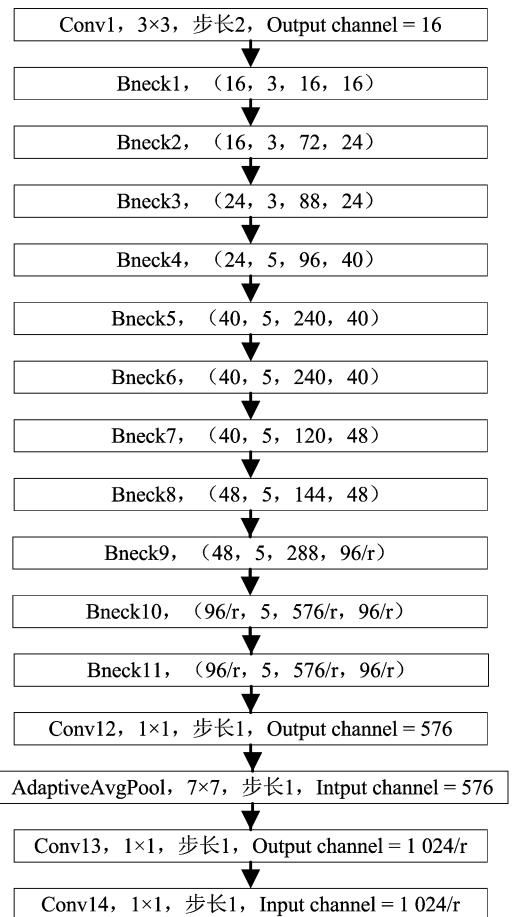 Conv1，3×3，步长2，Output channel = 16
Bneck1，（16，3，16，16）
Bneck2，（16，3，72，24）
Bneck3，（24，3，88，24）
Bneck4，（24，5，96，40）
Bneck5，（40，5，240，40）
Bneck6，（40，5，240，40）
Bneck7，（40，5，120，48）
Bneck8，（48，5，144，48）
Bneck9，（48，5，288，96/r）
Bneck10，（96/r，5，576/r，96/r）
Bneck11，（96/r，5，576/r，96/r）
Conv12，1×1，步长1，Output channel = 576
AdaptiveAvgPool，7×7，步长1，Intput channel = 576
Conv13，1×1，步长1，Output channel = 1 024/r
Conv14，1×1，步长1，Input channel = 1 024/r